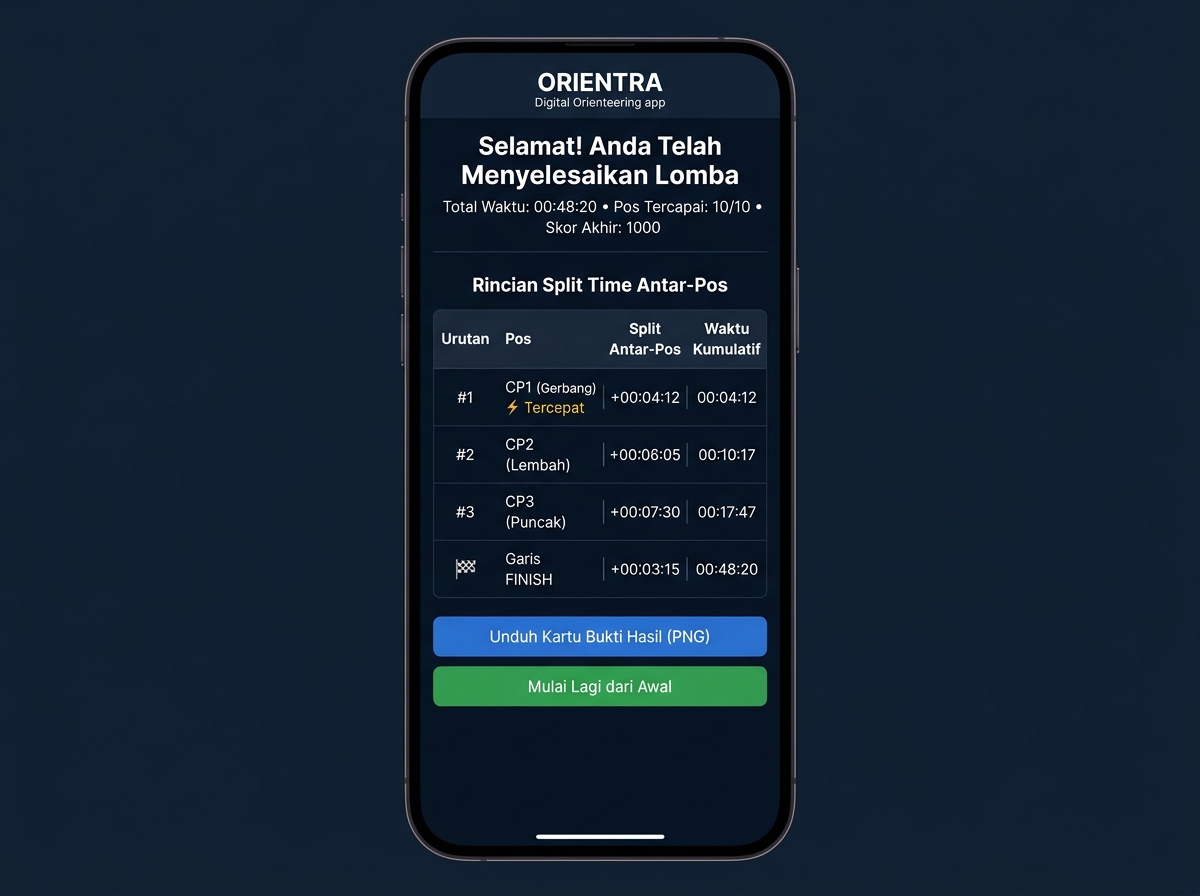 ORIENTRA
Digital Orienteering app
Selamat! Anda Telah
Menyelesaikan Lomba
Total Waktu: 00:48:20 • Pos Tercapai: 10/10 •
Skor Akhir: 1000
Rincian Split Time Antar-Pos
Urutan Pos Split Antar-Pos Waktu Kumulatif
#1 CP1 (Gerbang) ⚡ Tercepat +00:04:12 00:04:12
#2 CP2 (Lembah) +00:06:05 00:10:17
#3 CP3 (Puncak) +00:07:30 00:17:47
Garis FINISH +00:03:15 00:48:20
Unduh Kartu Bukti Hasil (PNG)
Mulai Lagi dari Awal